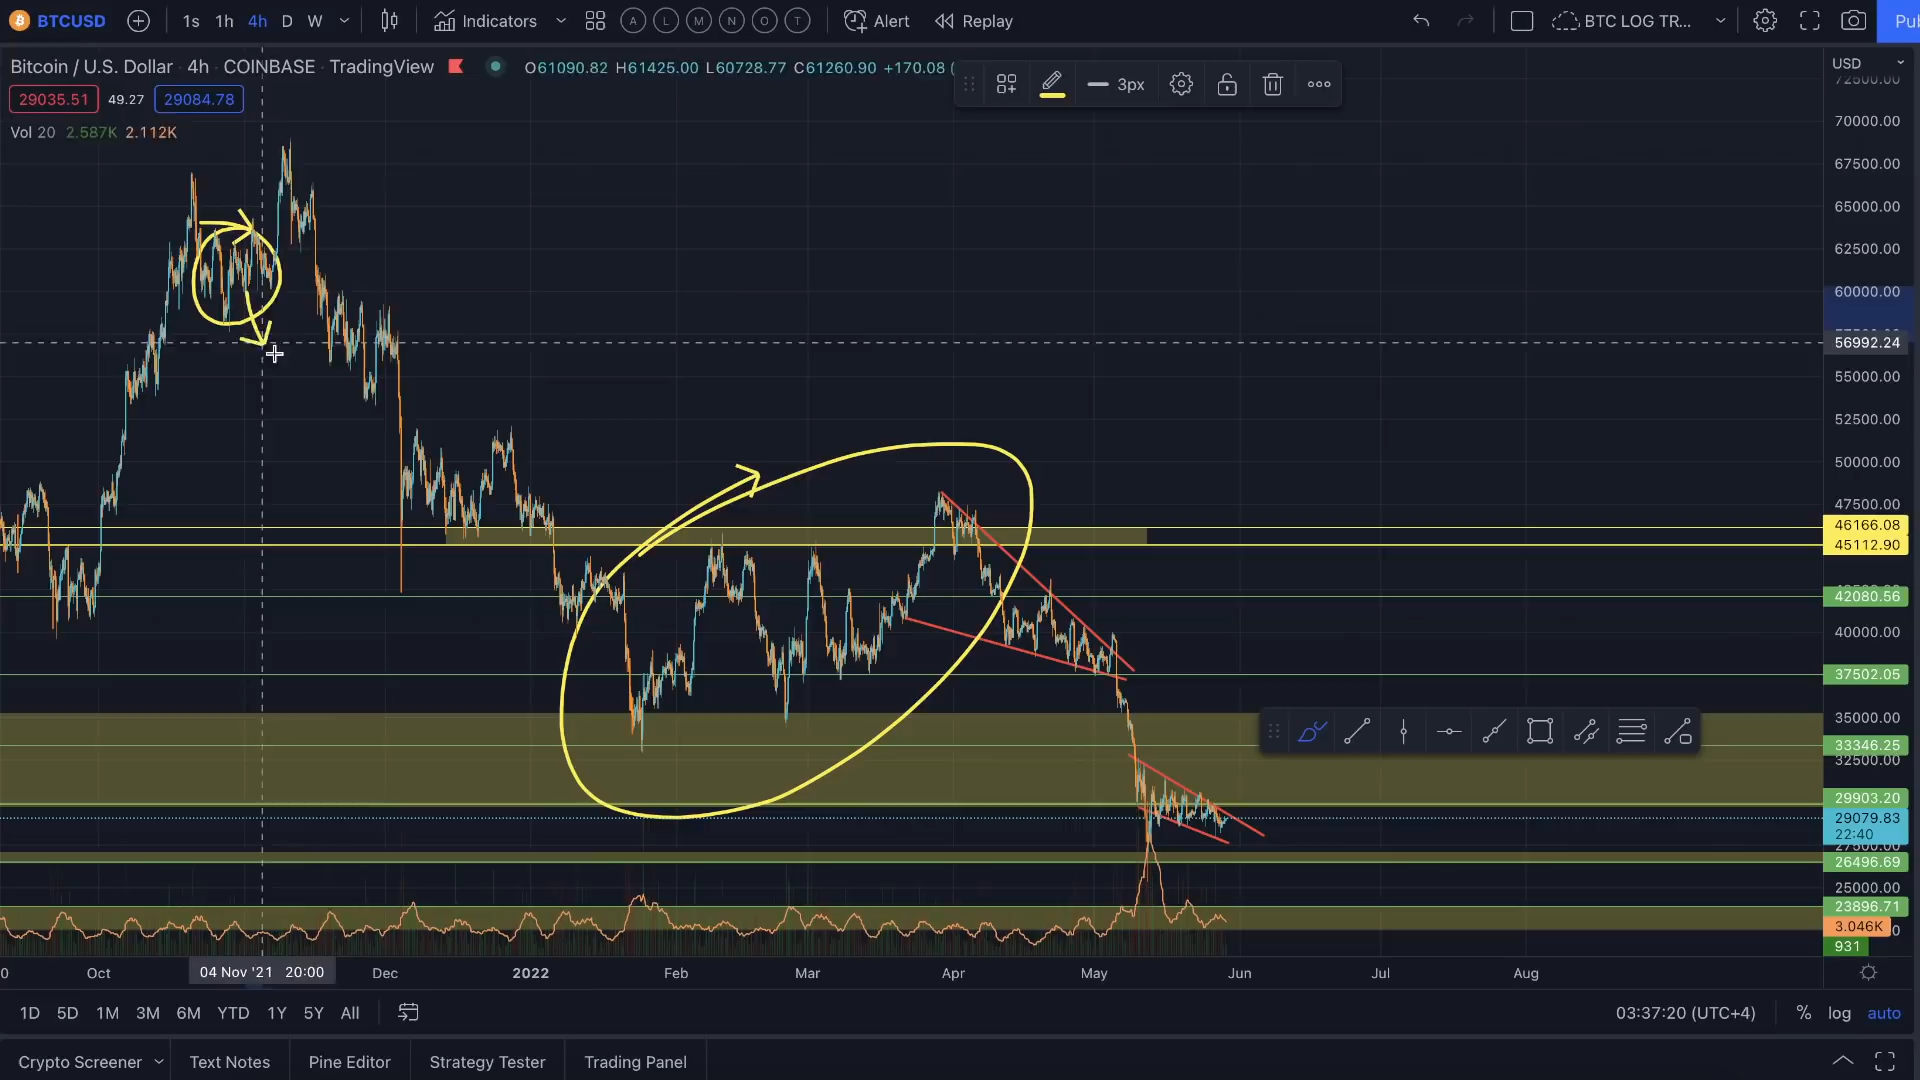 BTCUSD 1s 1h 4h D W Indicators A L M N O T Alert Replay BTC LOG TR... Pu
Bitcoin / U.S. Dollar · 4h · COINBASE · TradingView O61090.82 H61425.00 L60728.77 C61260.90 +170.08 (
3px
USD
29035.51 49.27 29084.78
Vol 20 2.587K 2.112K
70000.00
67500.00
65000.00
62500.00
60000.00
56992.24
55000.00
52500.00
50000.00
47500.00
46166.08
45112.90
42080.56
40000.00
37502.05
35000.00
33346.25
32500.00
29903.20
29079.83
22:40
26496.69
25000.00
23896.71
3.046K
931
Oct 04 Nov '21 20:00 Dec 2022 Feb Mar Apr May Jun Jul Aug
1D 5D 1M 3M 6M YTD 1Y 5Y All 03:37:20 (UTC+4) % log auto
Crypto Screener Text Notes Pine Editor Strategy Tester Trading Panel